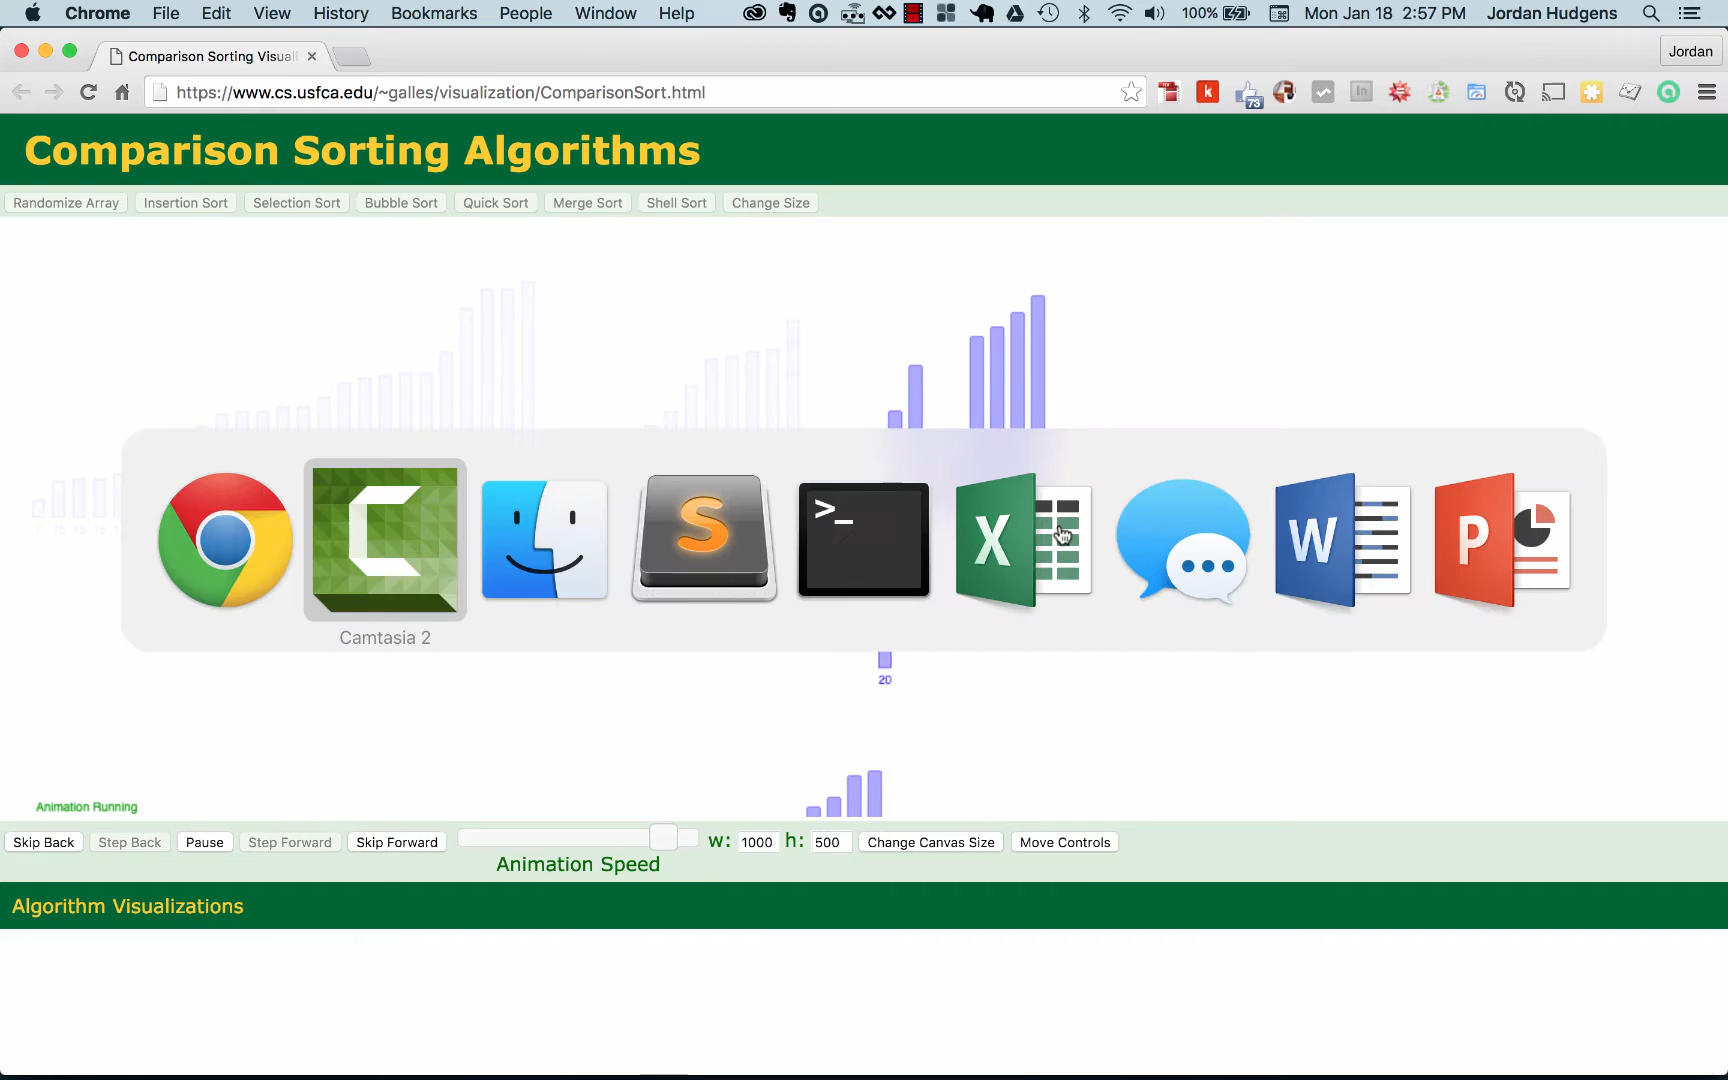 Chrome File Edit View History Bookmarks People Window Help 100% Mon Jan 18 2:57 PM Jordan Hudgens
Comparison Sorting Visual
Jordan
https://www.cs.usfca.edu/~galles/visualization/ComparisonSort.html
73
Comparison Sorting Algorithms
Randomize Array Insertion Sort Selection Sort Bubble Sort Quick Sort Merge Sort Shell Sort Change Size
Camtasia 2
20
Animation Running
Skip Back Step Back Pause Step Forward Skip Forward w: 1000 h: 500 Change Canvas Size Move Controls
Animation Speed
Algorithm Visualizations